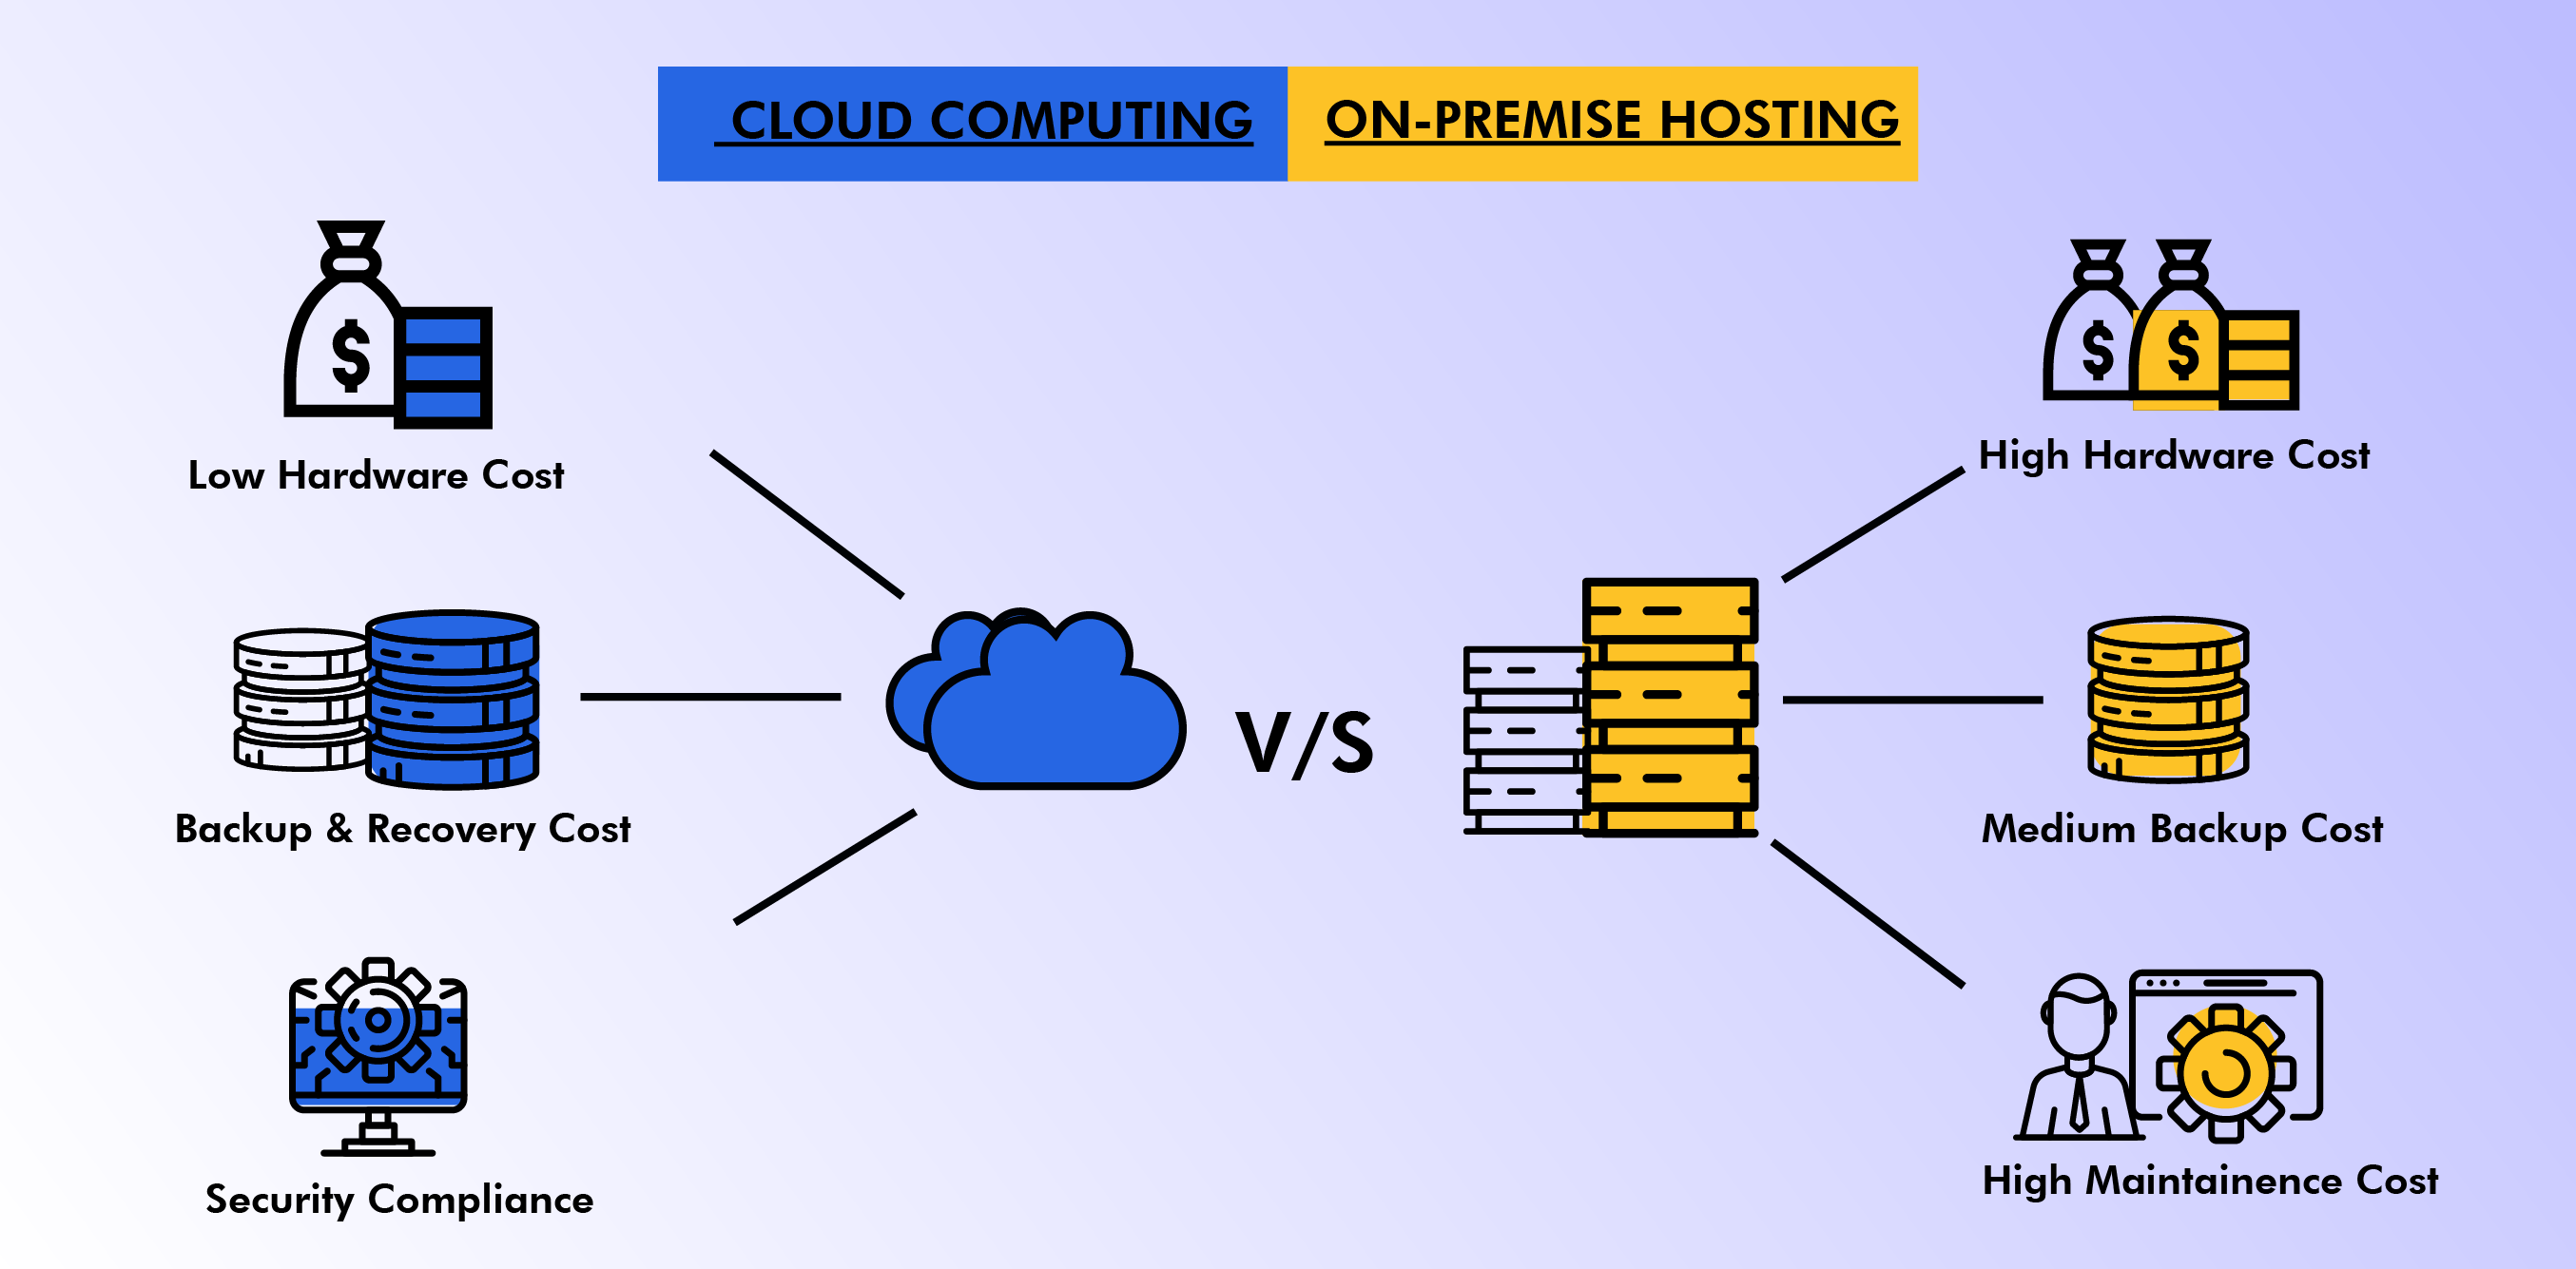 CLOUD COMPUTING
ON-PREMISE HOSTING
$
Low Hardware Cost
$ $
High Hardware Cost
V/S
Backup & Recovery Cost
Medium Backup Cost
Security Compliance
High Maintainence Cost